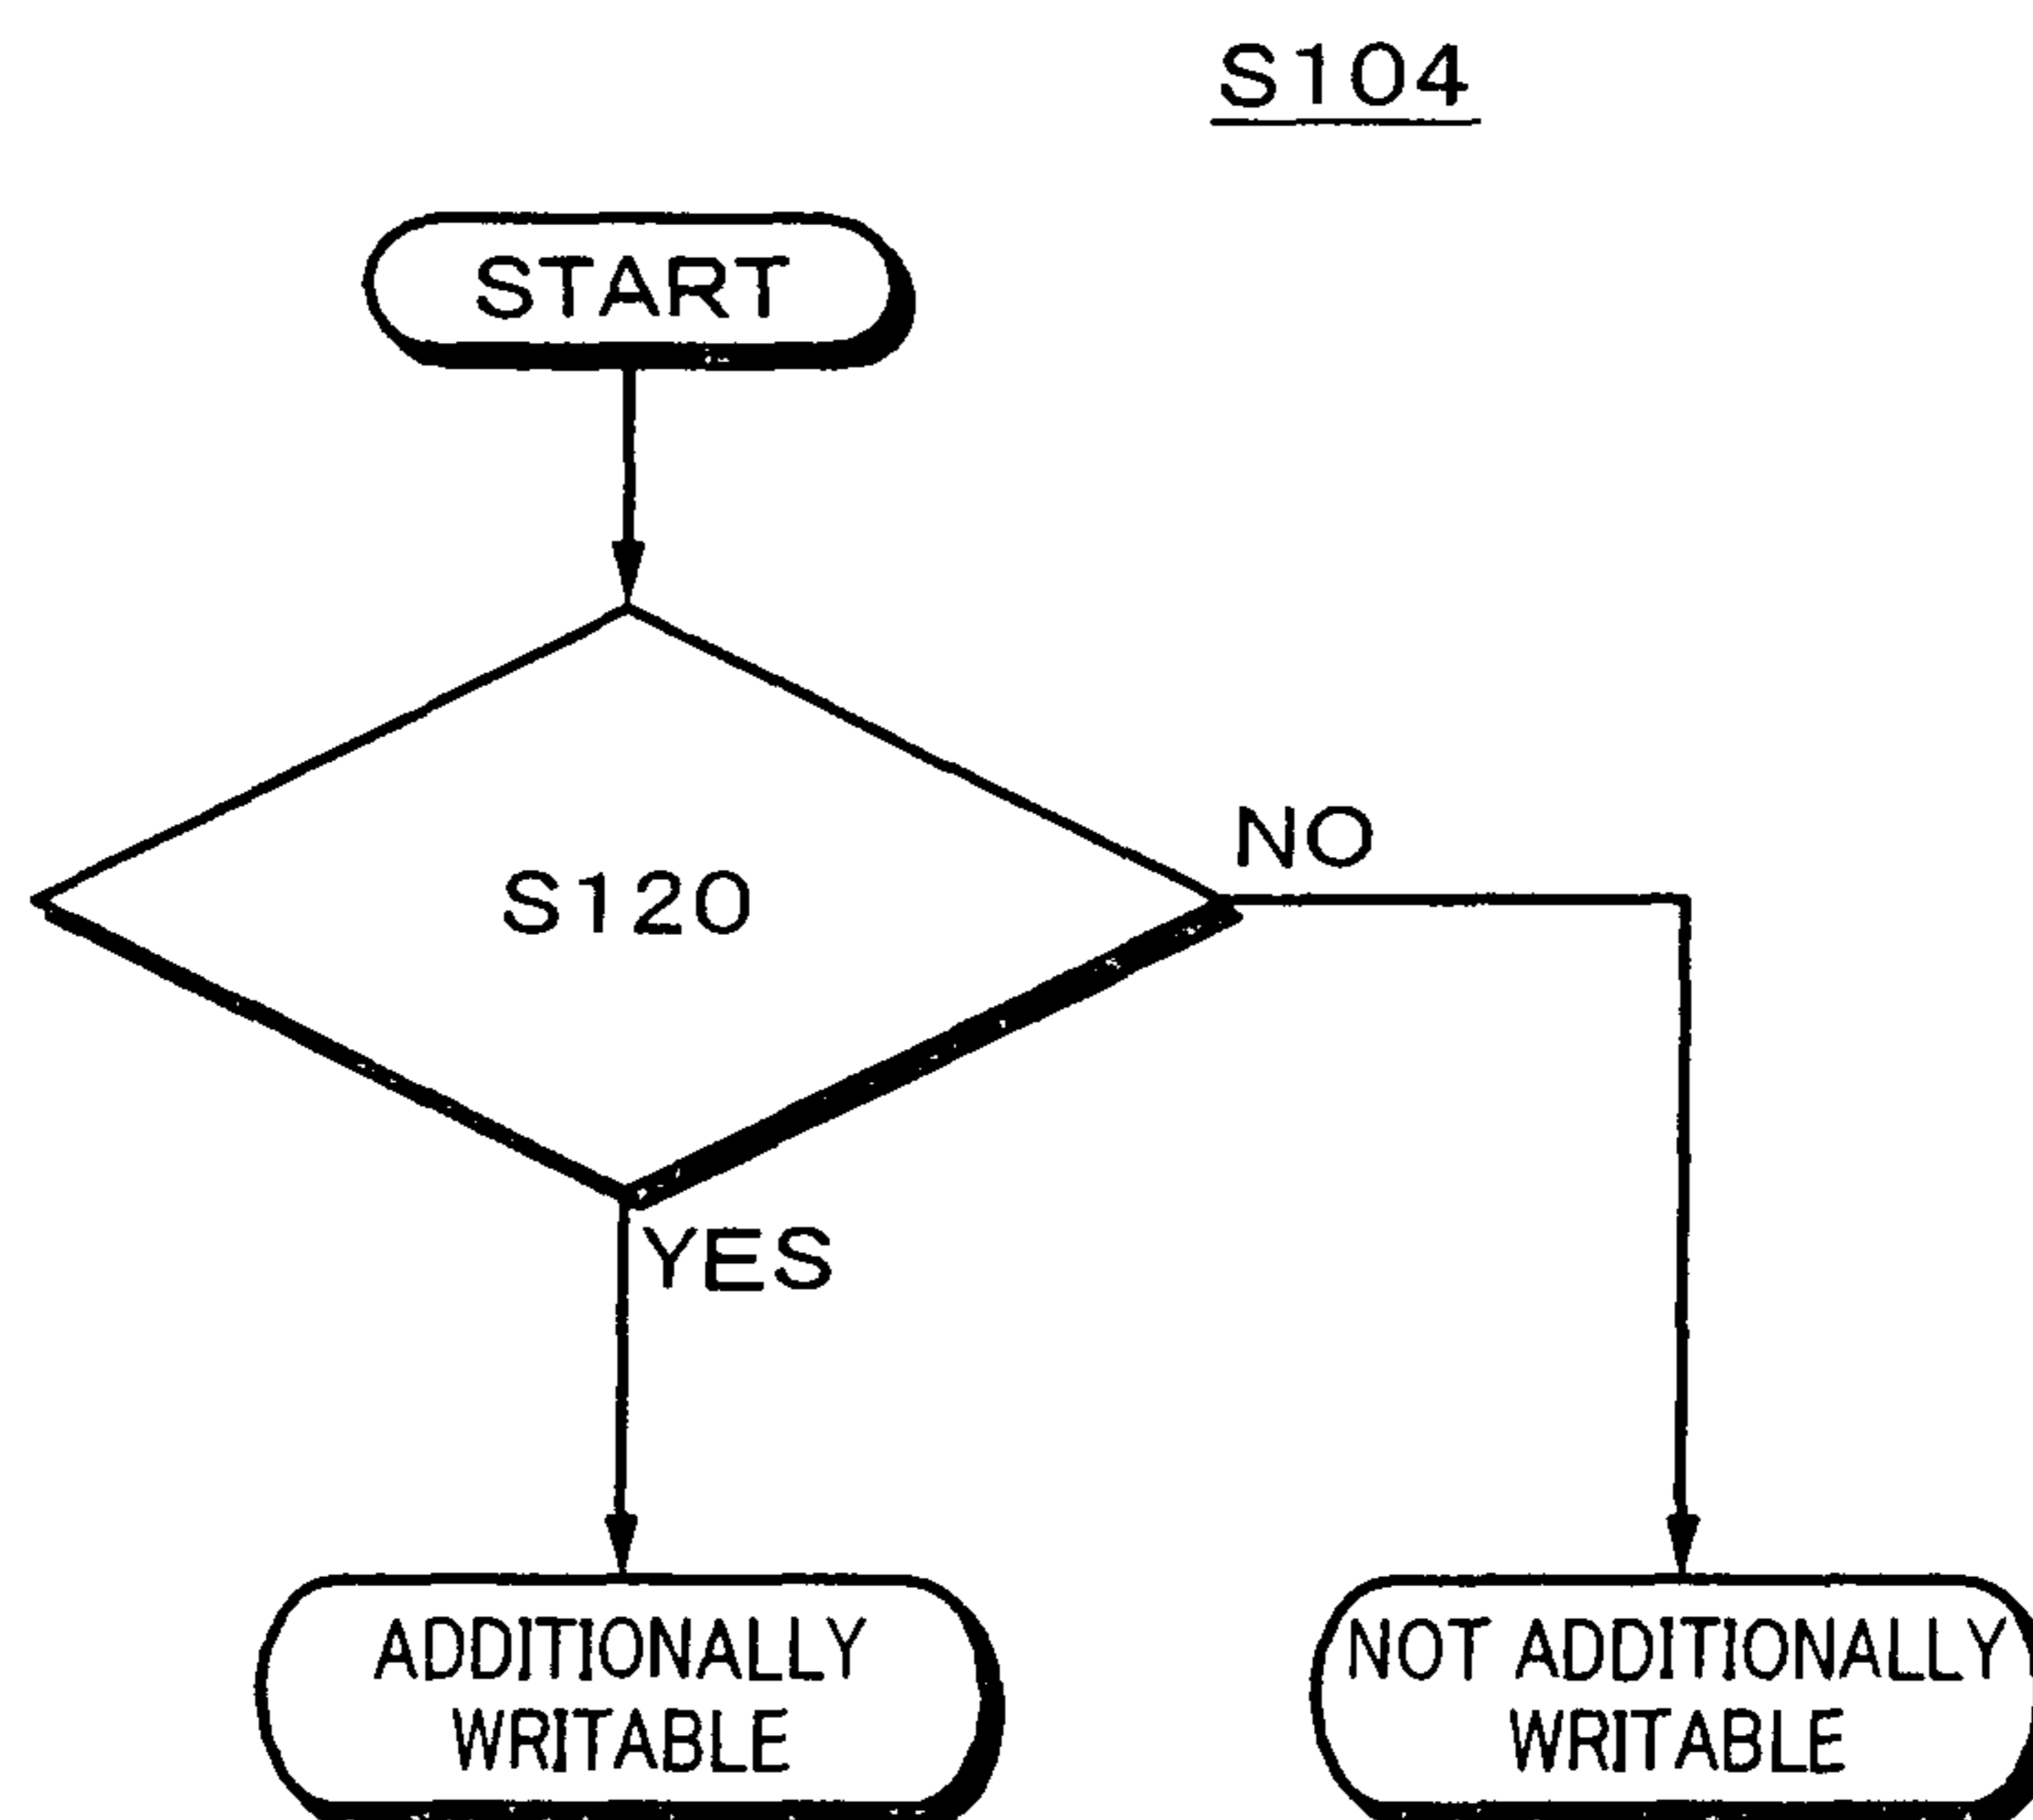 S104
START
NO
S120
YES
ADDITIONALLY
WRITABLE
NOT ADDITIONALLY
WRITABLE